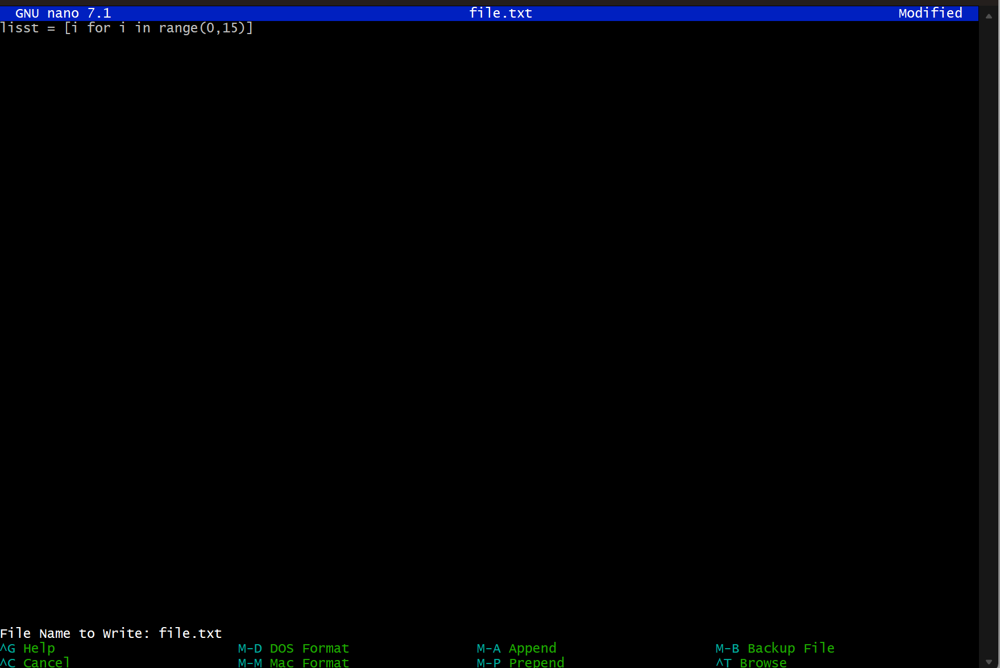 GNU nano 7.1 file.txt Modified
lisst = [i for i in range(0,15)]
File Name to Write: file.txt
^G Help M-D DOS Format M-A Append M-B Backup File
^C Cancel M-M Mac Format M-P Prepend ^T Browse